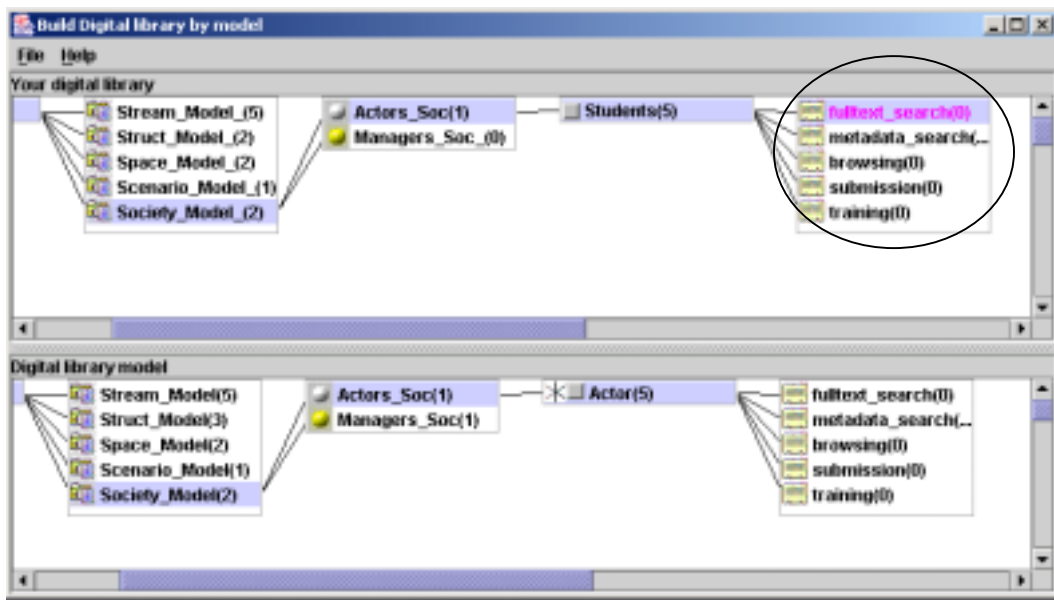 Build Digital library by model
File Help
Your digital library
Stream_Model_(5)
Struct_Model_(2)
Space_Model_(2)
Scenario_Model_(1)
Society_Model_(2)
Actors_Soc(1)
Managers_Soc_(0)
Students(5)
fulltext_search(0)
metadata_search(...
browsing(0)
submission(0)
training(0)
Digital library model
Stream_Model(5)
Struct_Model(3)
Space_Model(2)
Scenario_Model(1)
Society_Model(2)
Actors_Soc(1)
Managers_Soc(1)
Actor(5)
fulltext_search(0)
metadata_search(...
browsing(0)
submission(0)
training(0)